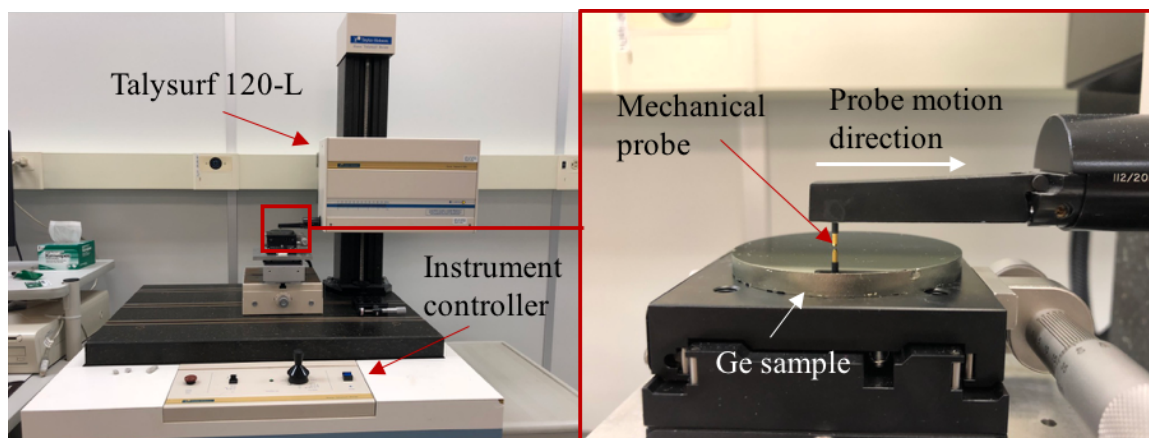 Talysurf 120-L
Instrument
controller
Mechanical
probe
Probe motion
direction
112/20
Ge sample